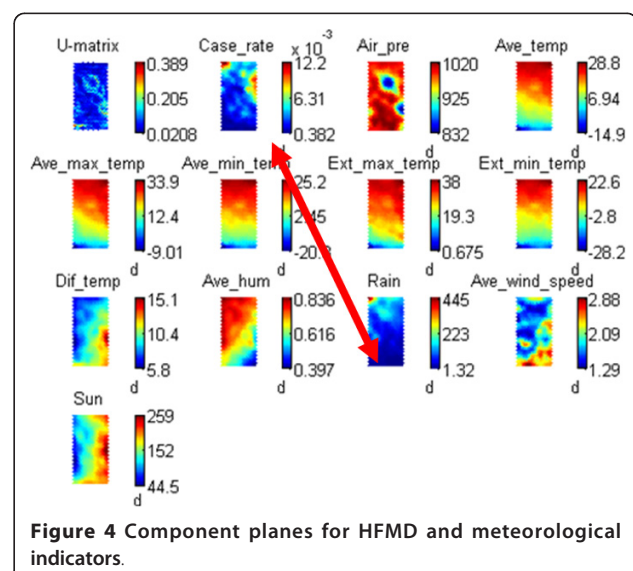 U-matrix Case_rate x 10^-3 Air_pre Ave_temp
0.389 12.2 1020 28.8
0.205 6.31 925 6.94
0.0208 0.382 832 -14.9
d d d
Ave_max_temp Ave_min_temp Ext_max_temp Ext_min_temp
33.9 25.2 38 22.6
12.4 2.45 19.3 -2.8
-9.01 0.675 -28.2
d d d d
Dif_temp Ave_hum Rain Ave_wind_speed
15.1 0.836 445 2.88
10.4 0.616 223 2.09
5.8 0.397 1.32 1.29
d d d d
Sun
259
152
44.5
d
Figure 4 Component planes for HFMD and meteorological
indicators.